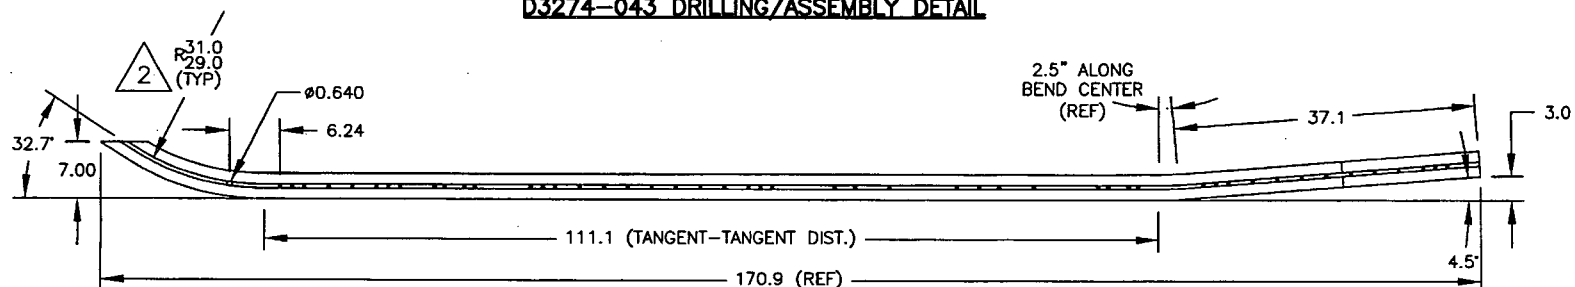 D3274-043 DRILLING/ASSEMBLY DETAIL
2
R31.0
29.0
(TYP)
ø0.640
6.24
32.7°
7.00
2.5" ALONG
BEND CENTER
(REF)
37.1
3.0
111.1 (TANGENT-TANGENT DIST.)
4.5°
170.9 (REF)